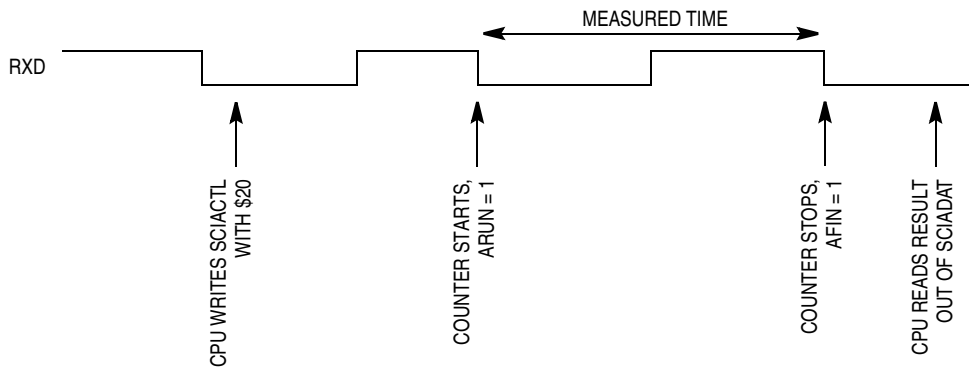 MEASURED TIME
RXD
CPU WRITES SCIACTL
WITH $20
COUNTER STARTS,
ARUN = 1
COUNTER STOPS,
AFIN = 1
CPU READS RESULT
OUT OF SCIADAT